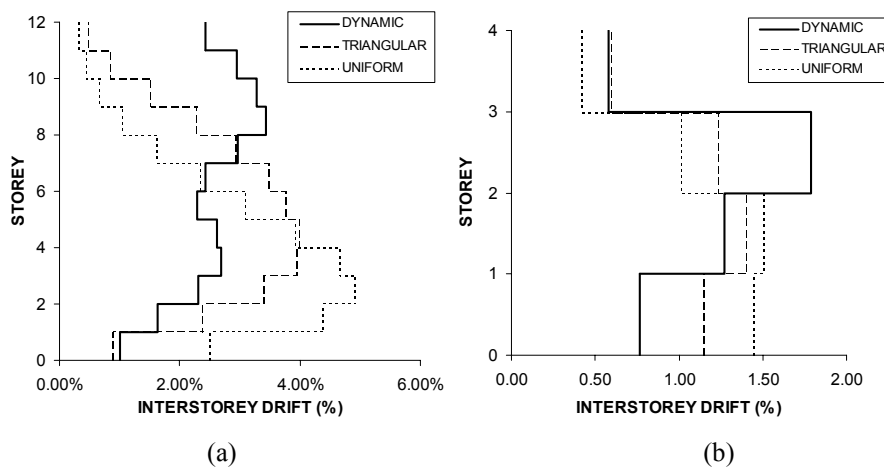 DYNAMIC
TRIANGULAR
UNIFORM
12
10
8
6
4
2
0
STOREY
0.00%
2.00%
4.00%
6.00%
INTERSTOREY DRIFT (%)
(a)
DYNAMIC
TRIANGULAR
UNIFORM
4
3
2
1
0
STOREY
0.00
0.50
1.00
1.50
2.00
INTERSTOREY DRIFT (%)
(b)